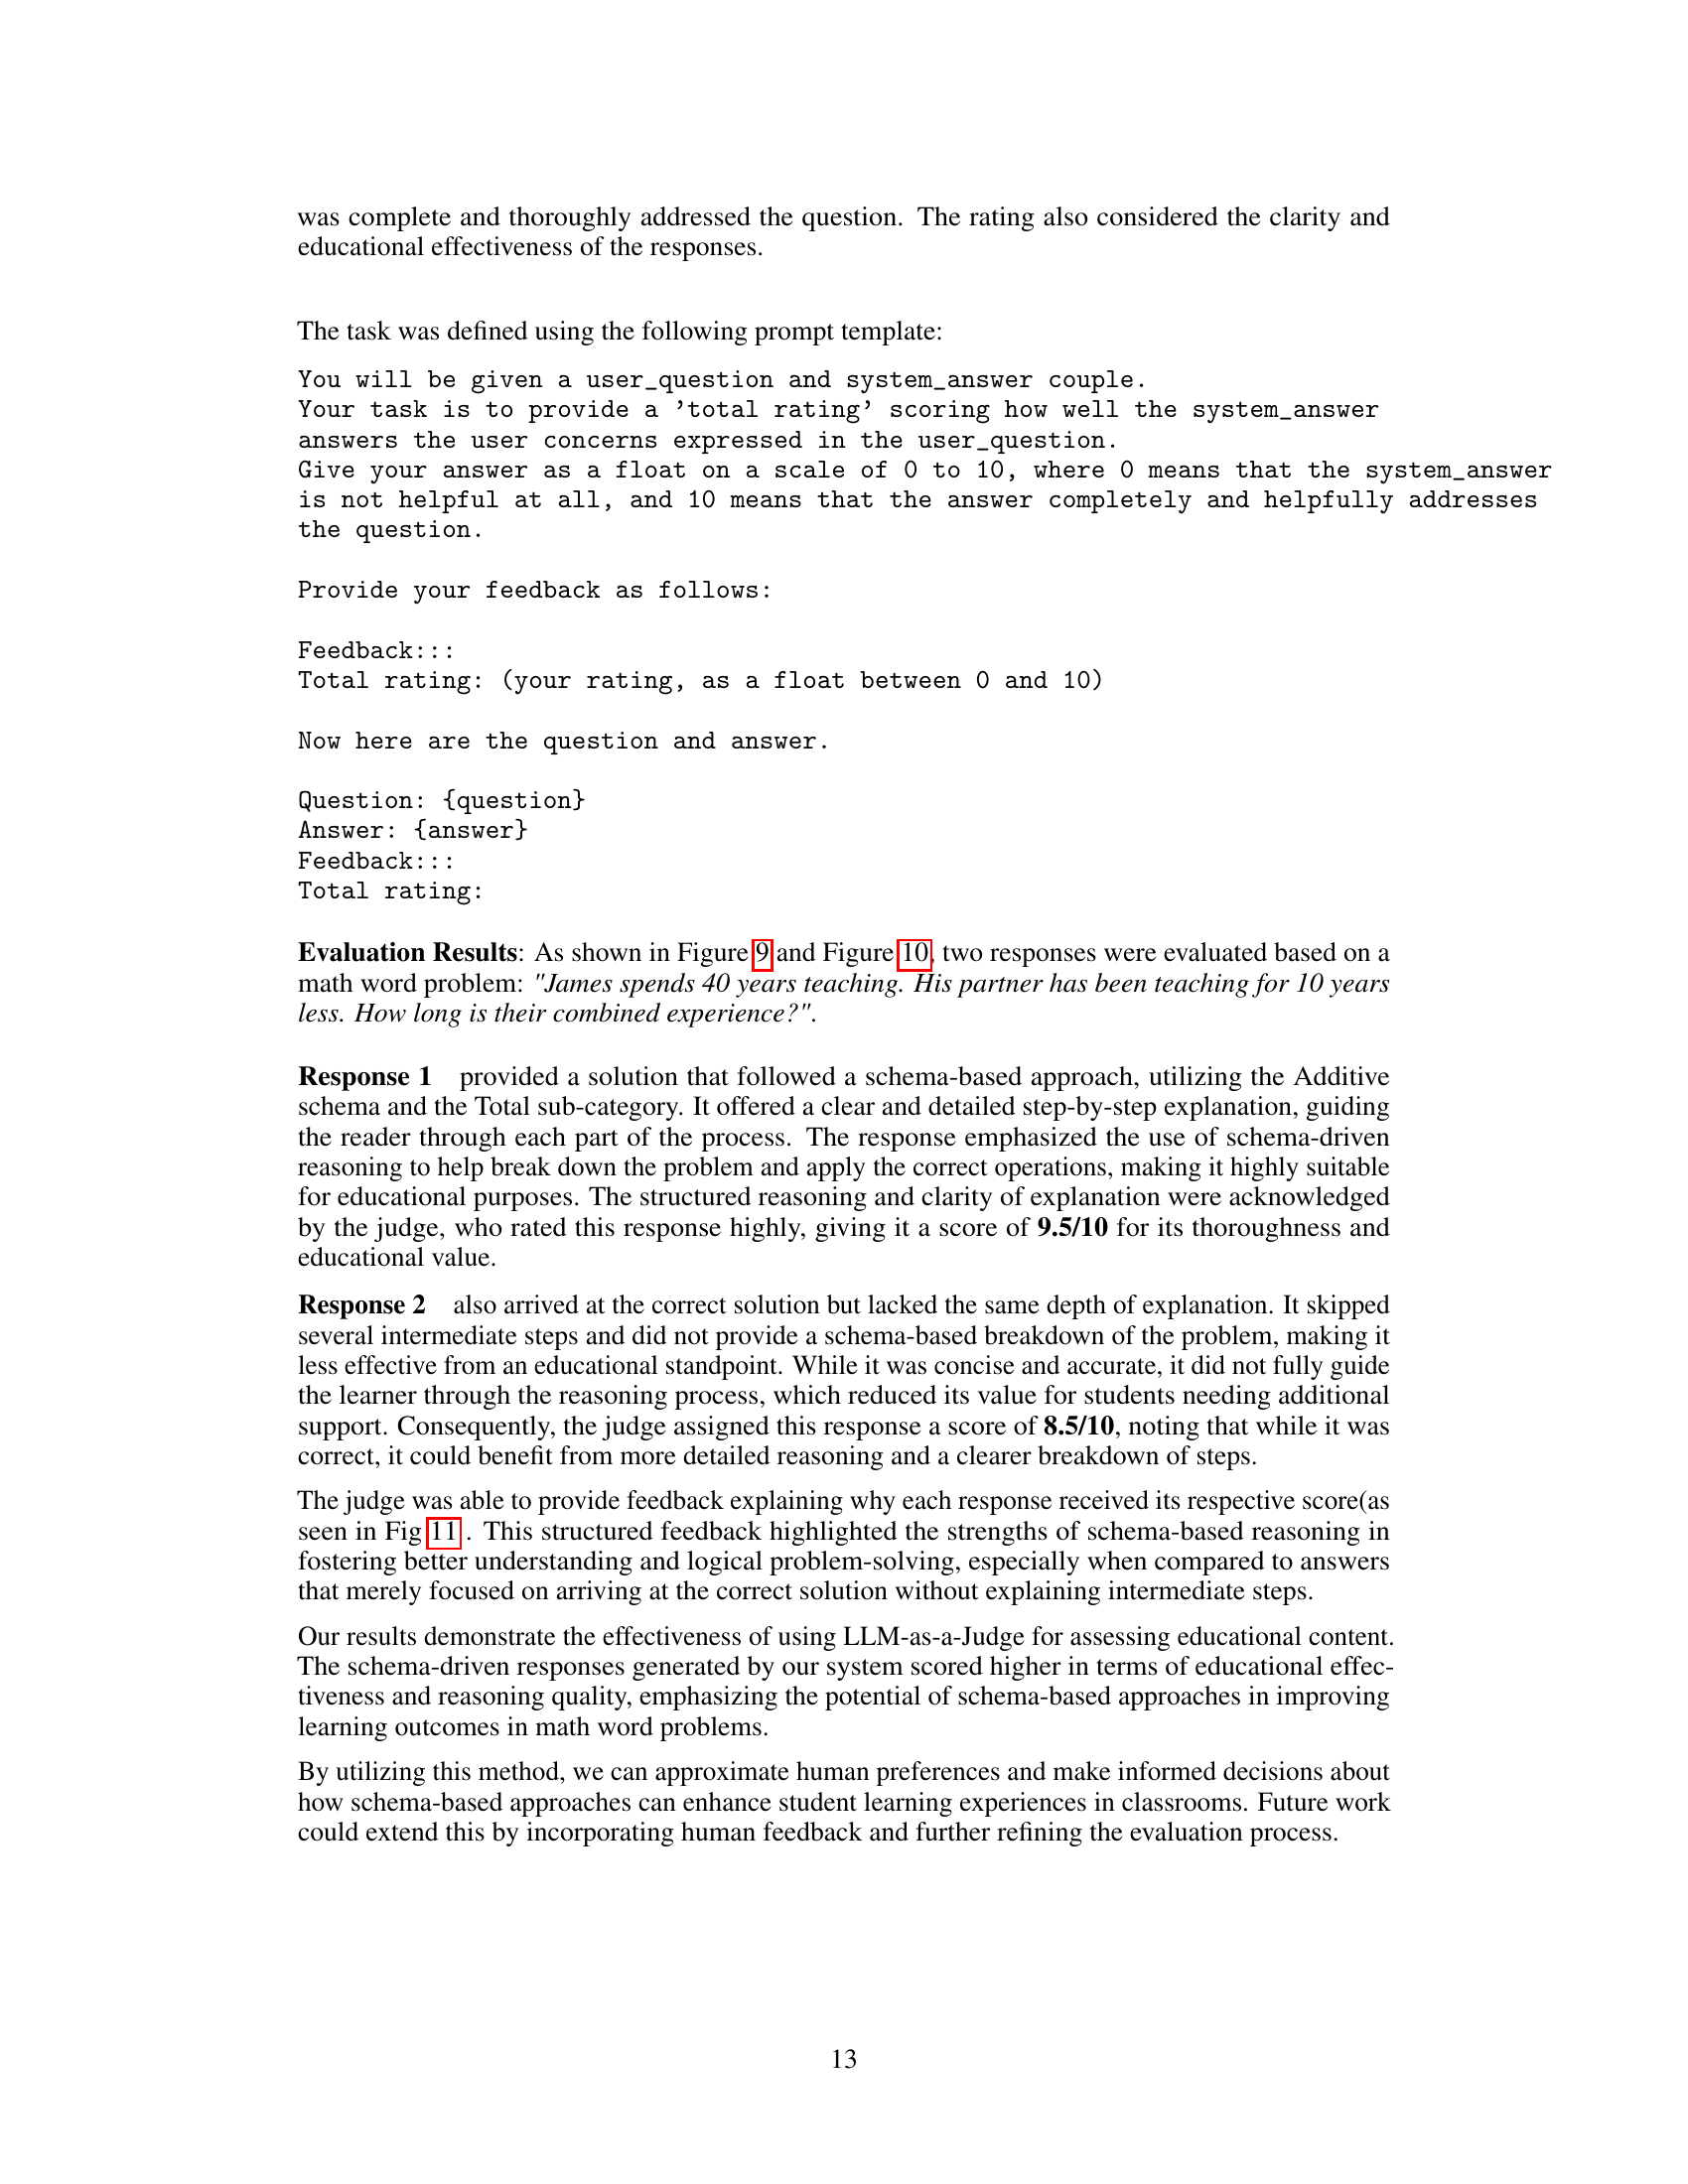 was complete and thoroughly addressed the question. The rating also considered the clarity and
educational effectiveness of the responses.
The task was defined using the following prompt template:
You will be given a user_question and system_answer couple.
Your task is to provide a ’total rating’ scoring how well the system_answer
answers the user concerns expressed in the user_question.
Give your answer as a float on a scale of 0 to 10, where 0 means that the system_answer
is not helpful at all, and 10 means that the answer completely and helpfully addresses
the question.
Provide your feedback as follows:
Feedback:::
Total rating: (your rating, as a float between 0 and 10)
Now here are the question and answer.
Question: {question}
Answer: {answer}
Feedback:::
Total rating:
Evaluation Results: As shown in Figure 9 and Figure 10, two responses were evaluated based on a
math word problem: "James spends 40 years teaching. His partner has been teaching for 10 years
less. How long is their combined experience?".
Response 1 provided a solution that followed a schema-based approach, utilizing the Additive
schema and the Total sub-category. It offered a clear and detailed step-by-step explanation, guiding
the reader through each part of the process. The response emphasized the use of schema-driven
reasoning to help break down the problem and apply the correct operations, making it highly suitable
for educational purposes. The structured reasoning and clarity of explanation were acknowledged
by the judge, who rated this response highly, giving it a score of 9.5/10 for its thoroughness and
educational value.
Response 2 also arrived at the correct solution but lacked the same depth of explanation. It skipped
several intermediate steps and did not provide a schema-based breakdown of the problem, making it
less effective from an educational standpoint. While it was concise and accurate, it did not fully guide
the learner through the reasoning process, which reduced its value for students needing additional
support. Consequently, the judge assigned this response a score of 8.5/10, noting that while it was
correct, it could benefit from more detailed reasoning and a clearer breakdown of steps.
The judge was able to provide feedback explaining why each response received its respective score(as
seen in Fig 11 . This structured feedback highlighted the strengths of schema-based reasoning in
fostering better understanding and logical problem-solving, especially when compared to answers
that merely focused on arriving at the correct solution without explaining intermediate steps.
Our results demonstrate the effectiveness of using LLM-as-a-Judge for assessing educational content.
The schema-driven responses generated by our system scored higher in terms of educational effec-
tiveness and reasoning quality, emphasizing the potential of schema-based approaches in improving
learning outcomes in math word problems.
By utilizing this method, we can approximate human preferences and make informed decisions about
how schema-based approaches can enhance student learning experiences in classrooms. Future work
could extend this by incorporating human feedback and further refining the evaluation process.
13